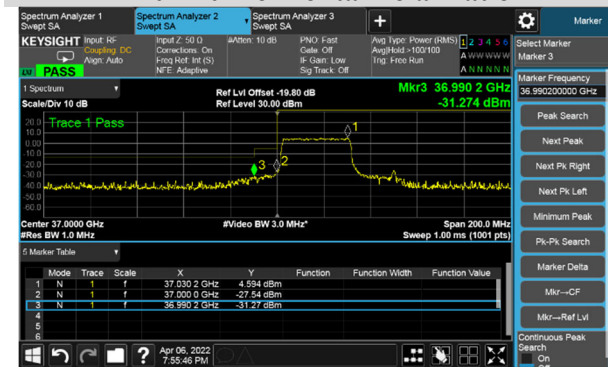 Spectrum Analyzer 1
Swept SA
Spectrum Analyzer 2
Swept SA
Spectrum Analyzer 3
Swept SA
+
Marker
KEYSIGHT
LXI PASS
Input: RF
Coupling: DC
Align: Auto
Input Z: 50 Ω
Corrections: On
Freq Ref: Int (S)
NFE: Adaptive
#Atten: 10 dB
PNO: Fast
Gate: Off
IF Gain: Low
Sig Track: Off
Avg Type: Power (RMS)
Avg|Hold:>100/100
Trig: Free Run
1 2 3 4 5 6
A W W W W W
A N N N N N
Select Marker
Marker 3
Marker Frequency
36.990200000 GHz
Peak Search
Next Peak
Next Pk Right
Next Pk Left
Minimum Peak
Pk-Pk Search
Marker Delta
Mkr→CF
Mkr→Ref Lvl
Continuous Peak
Search
On
Off
1 Spectrum
Scale/Div 10 dB
Ref Lvl Offset -19.80 dB
Ref Level 30.00 dBm
Mkr3 36.990 2 GHz
-31.274 dBm
Trace 1 Pass
20.0
10.0
0.00
-10.0
-20.0
-30.0
-40.0
-50.0
-60.0
1
2
3
Center 37.0000 GHz
#Res BW 1.0 MHz
#Video BW 3.0 MHz*
Span 200.0 MHz
Sweep 1.00 ms (1001 pts)
5 Marker Table
Mode Trace Scale X Y Function Function Width Function Value
1 N 1 f 37.030 2 GHz 4.594 dBm
2 N 1 f 37.000 0 GHz -27.54 dBm
3 N 1 f 36.990 2 GHz -31.27 dBm
4
5
6
?
Apr 06, 2022
7:55:46 PM